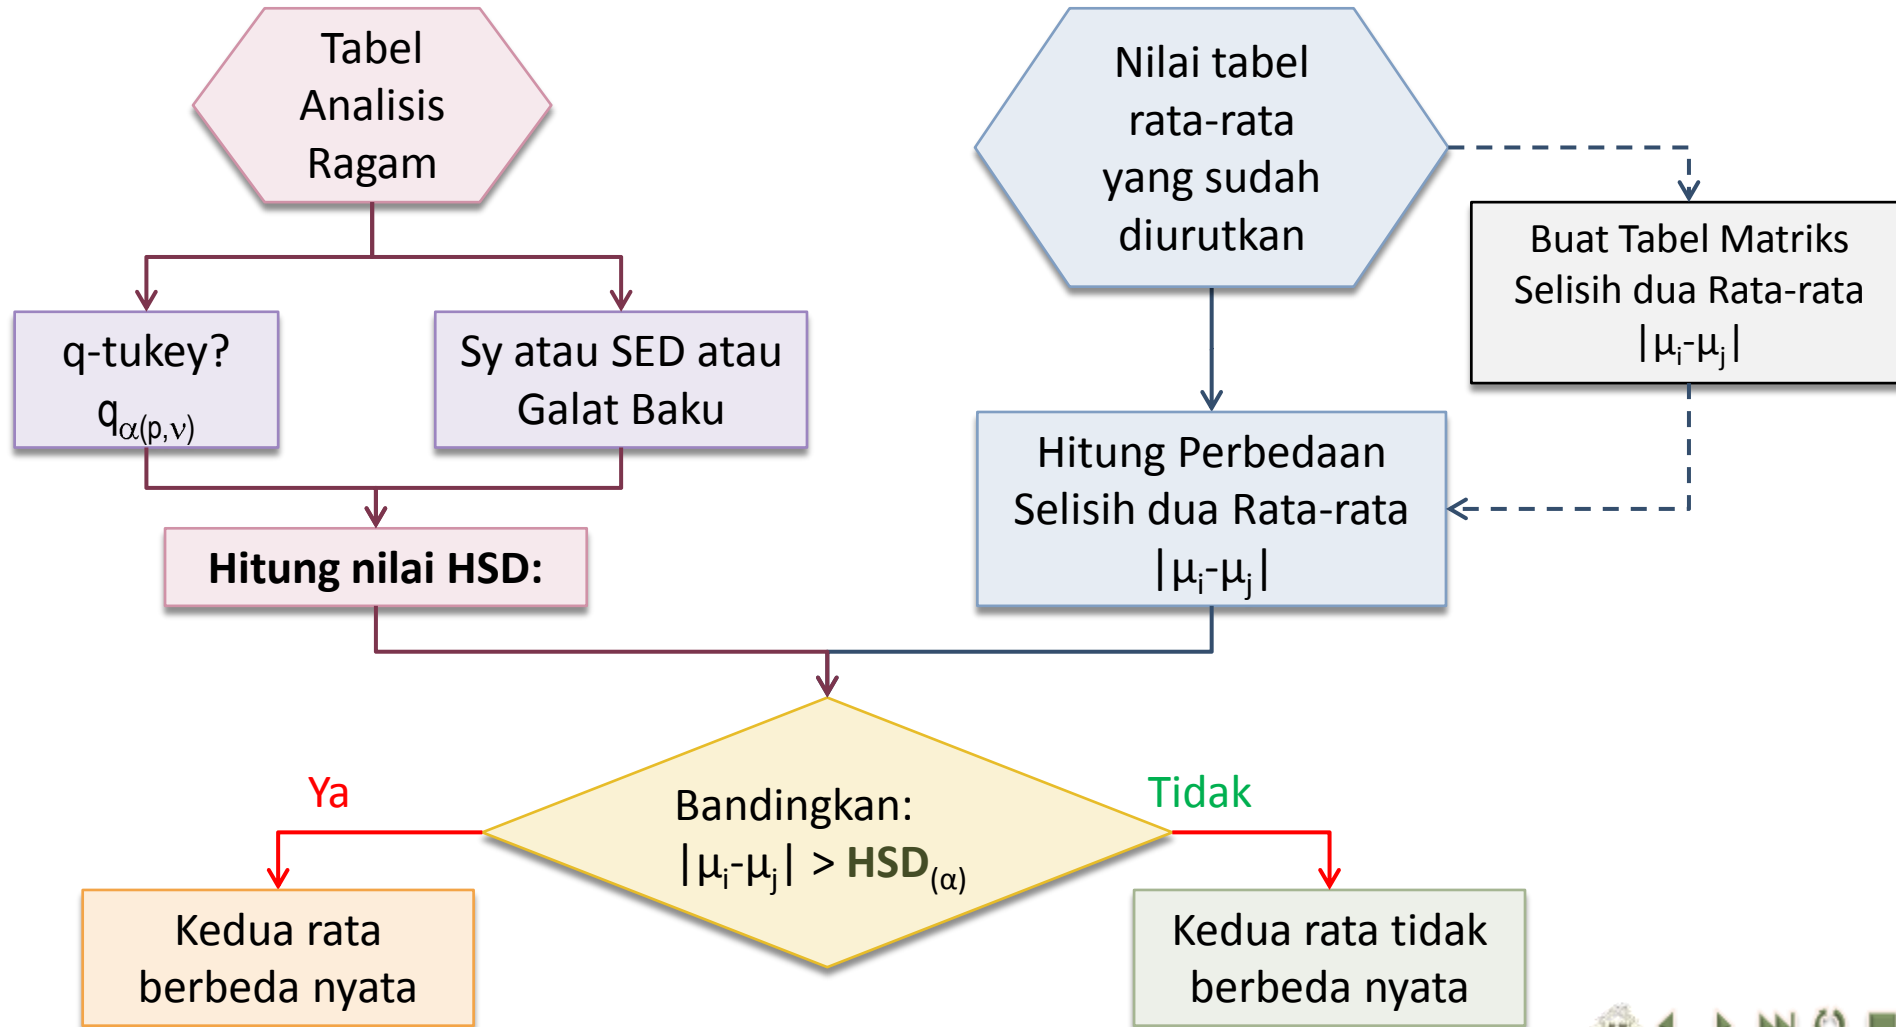 Tabel
Analisis
Ragam
Nilai tabel
rata-rata
yang sudah
diurutkan
Buat Tabel Matriks
Selisih dua Rata-rata
|μi-μj|
q-tukey?
qα(p,ν)
Sy atau SED atau
Galat Baku
Hitung Perbedaan
Selisih dua Rata-rata
|μi-μj|
Hitung nilai HSD:
Ya
Tidak
Bandingkan:
|μi-μj| > HSD(α)
Kedua rata
berbeda nyata
Kedua rata tidak
berbeda nyata